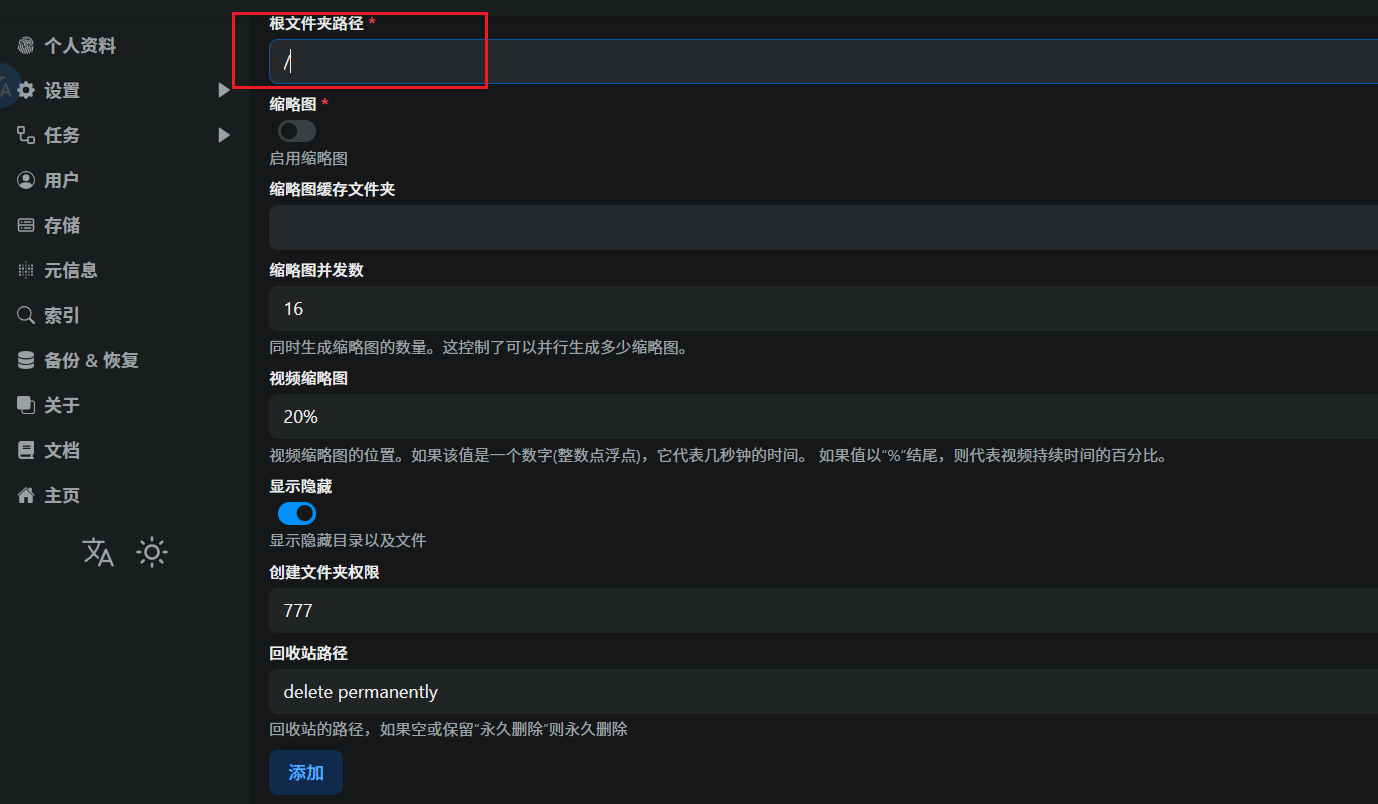 个人资料
设置
任务
用户
存储
元信息
索引
备份 & 恢复
关于
文档
主页
根文件夹路径 *
/
缩略图 *
启用缩略图
缩略图缓存文件夹
缩略图并发数
16
同时生成缩略图的数量。这控制了可以并行生成多少缩略图。
视频缩略图
20%
视频缩略图的位置。如果该值是一个数字(整数点浮点)，它代表几秒钟的时间。 如果值以“%”结尾，则代表视频持续时间的百分比。
显示隐藏
显示隐藏目录以及文件
创建文件夹权限
777
回收站路径
delete permanently
回收站的路径，如果空或保留“永久删除”则永久删除
添加